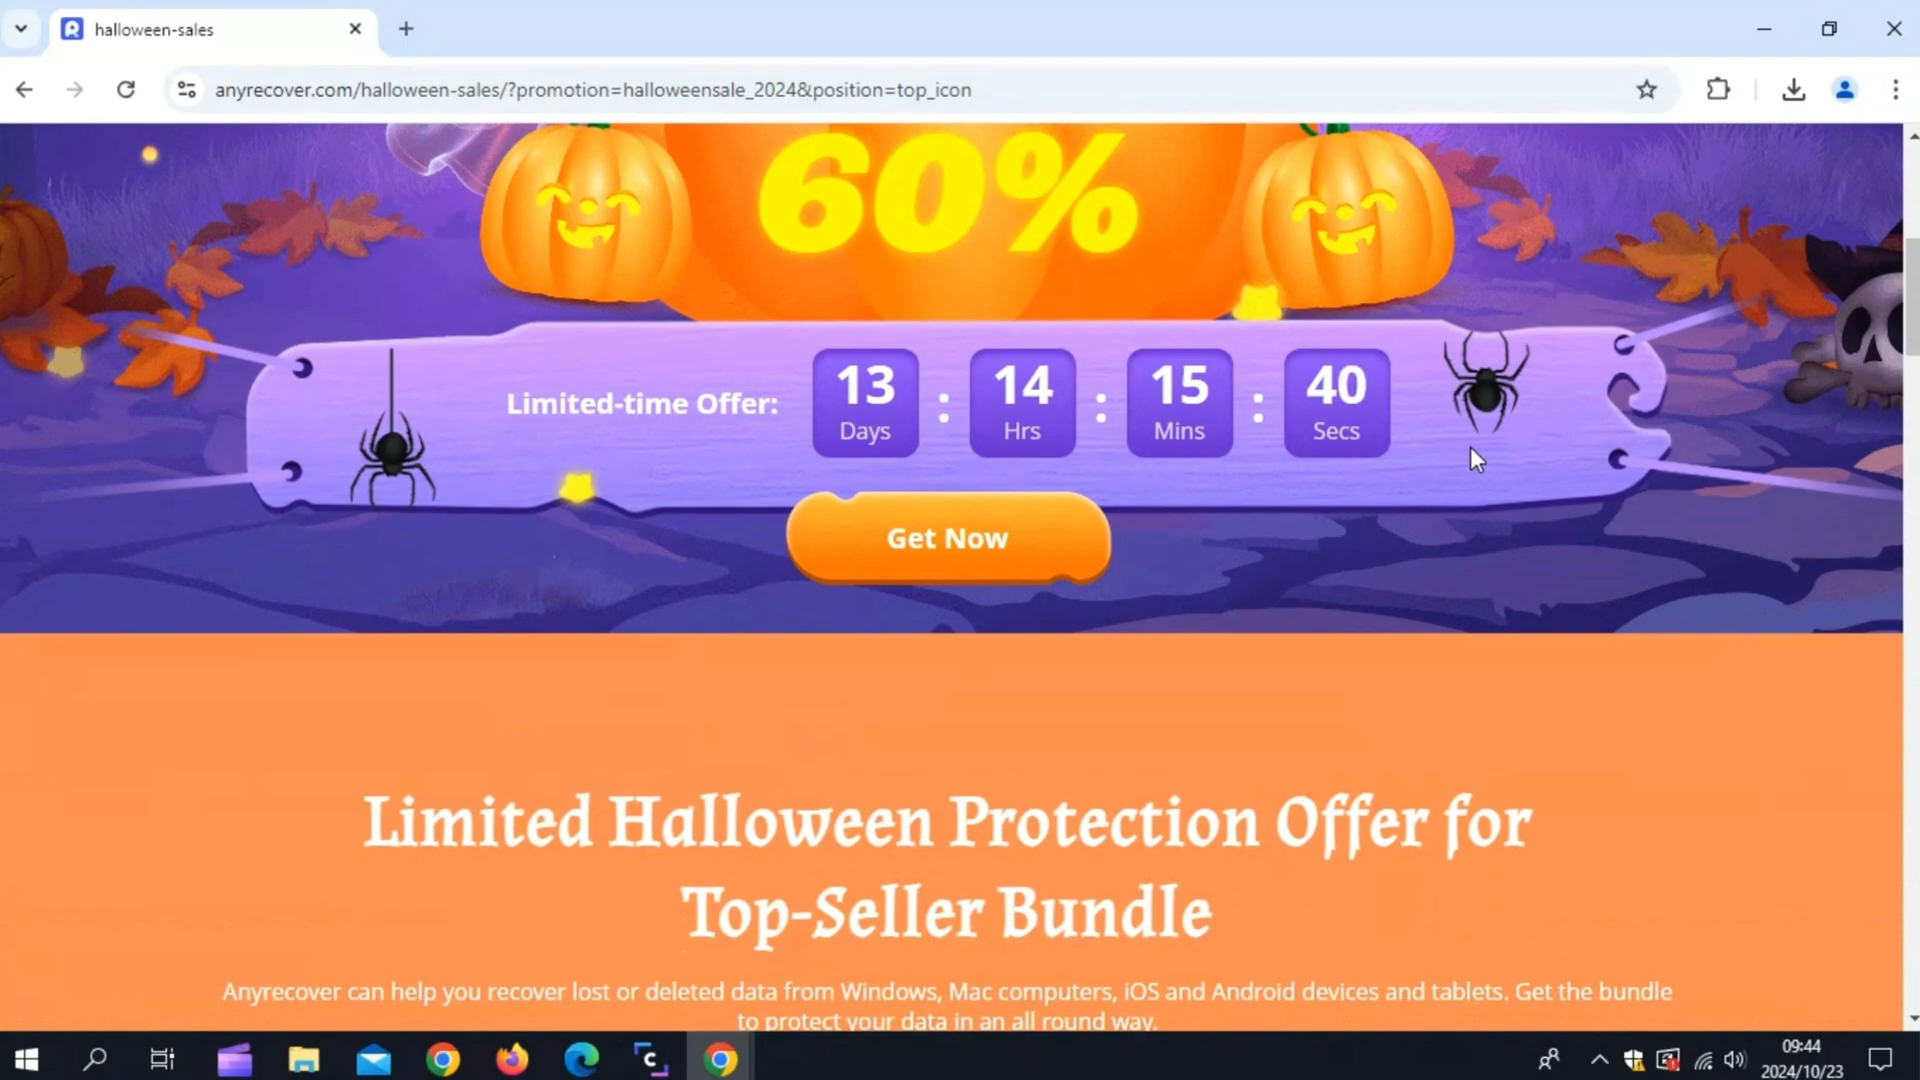 halloween-sales
anyrecover.com/halloween-sales/?promotion=halloweensale_2024&position=top_icon
60%
Limited-time Offer:
13 : 14 : 15 : 40
Days Hrs Mins Secs
Get Now
Limited Halloween Protection Offer for
Top-Seller Bundle
Anyrecover can help you recover lost or deleted data from Windows, Mac computers, iOS and Android devices and tablets. Get the bundle
to protect your data in an all round way.
09:44
2024/10/23